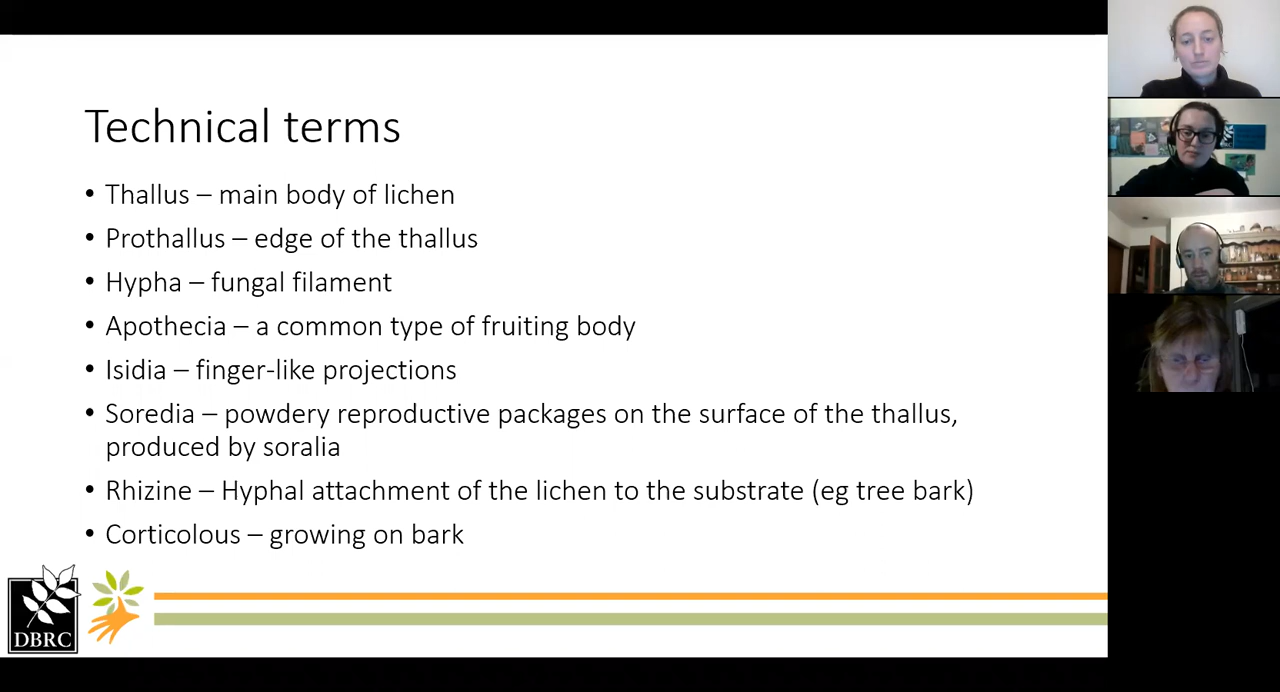 Technical terms
• Thallus – main body of lichen
• Prothallus – edge of the thallus
• Hypha – fungal filament
• Apothecia – a common type of fruiting body
• Isidia – finger-like projections
• Soredia – powdery reproductive packages on the surface of the thallus,
produced by soralia
• Rhizine – Hyphal attachment of the lichen to the substrate (eg tree bark)
• Corticolous – growing on bark
DBRC